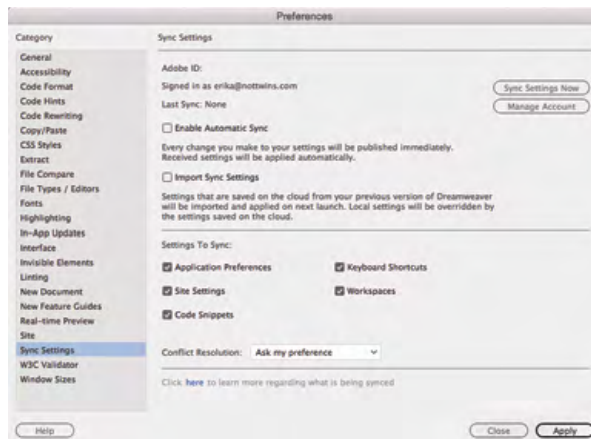 Preferences
Category
General
Accessibility
Code Format
Code Hints
Code Rewriting
Copy/Paste
CSS Styles
Extract
File Compare
File Types / Editors
Fonts
Highlighting
In-App Updates
Interface
Invisible Elements
Linting
New Document
New Feature Guides
Real-time Preview
Site
Sync Settings
W3C Validator
Window Sizes
Sync Settings
Adobe ID:
Signed in as erika@nottwins.com
Sync Settings Now
Last Sync: None
Manage Account
Enable Automatic Sync
Every change you make to your settings will be published immediately.
Received settings will be applied automatically.
Import Sync Settings
Settings that are saved on the cloud from your previous version of Dreamweaver
will be imported and applied on next launch. Local settings will be overridden by
the settings saved on the cloud.
Settings To Sync:
Application Preferences
Keyboard Shortcuts
Site Settings
Workspaces
Code Snippets
Conflict Resolution: Ask my preference
Click here to learn more regarding what is being synced
Help
Close
Apply